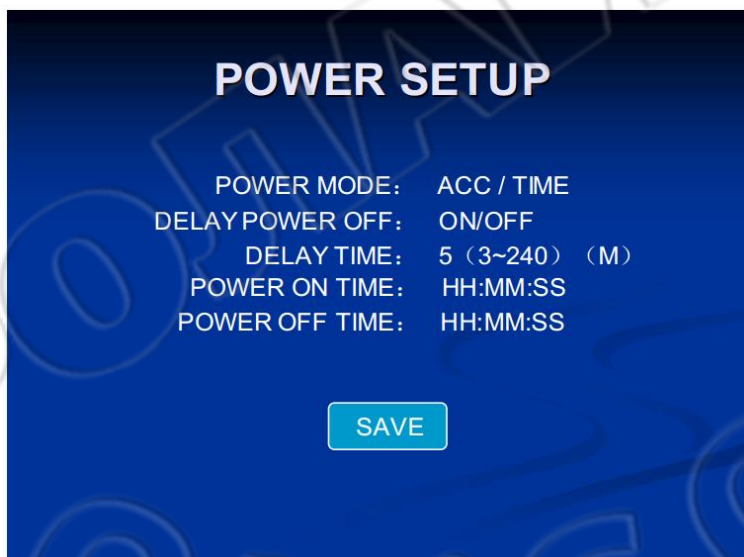 POWER SETUP
POWER MODE： ACC / TIME
DELAY POWER OFF： ON/OFF
DELAY TIME： 5（3~240）（M）
POWER ON TIME： HH:MM:SS
POWER OFF TIME： HH:MM:SS
SAVE